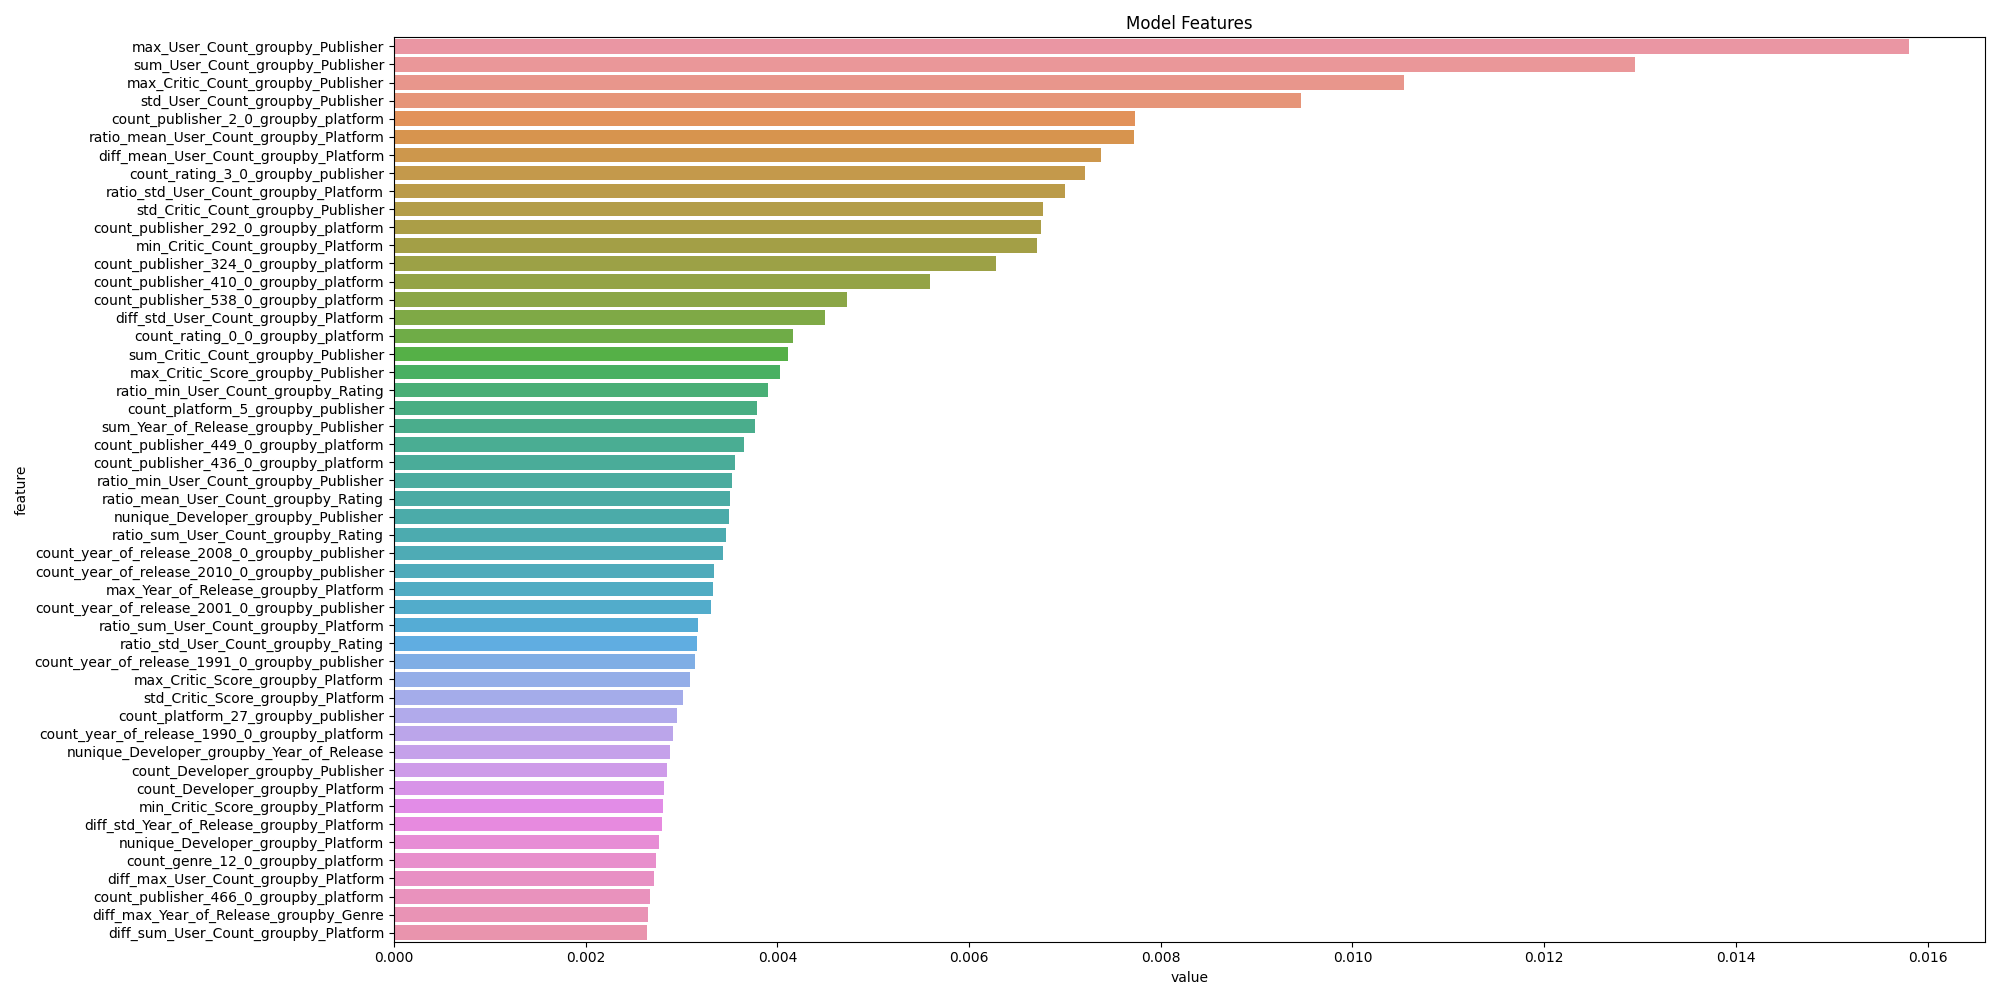 Model Features
max_User_Count_groupby_Publisher
sum_User_Count_groupby_Publisher
max_Critic_Count_groupby_Publisher
std_User_Count_groupby_Publisher
count_publisher_2_0_groupby_platform
ratio_mean_User_Count_groupby_Platform
diff_mean_User_Count_groupby_Platform
count_rating_3_0_groupby_publisher
ratio_std_User_Count_groupby_Platform
std_Critic_Count_groupby_Publisher
count_publisher_292_0_groupby_platform
min_Critic_Count_groupby_Platform
count_publisher_324_0_groupby_platform
count_publisher_410_0_groupby_platform
count_publisher_538_0_groupby_platform
diff_std_User_Count_groupby_Platform
count_rating_0_0_groupby_platform
sum_Critic_Count_groupby_Publisher
max_Critic_Score_groupby_Publisher
ratio_min_User_Count_groupby_Rating
count_platform_5_groupby_publisher
sum_Year_of_Release_groupby_Publisher
count_publisher_449_0_groupby_platform
count_publisher_436_0_groupby_platform
ratio_min_User_Count_groupby_Publisher
ratio_mean_User_Count_groupby_Rating
nunique_Developer_groupby_Publisher
ratio_sum_User_Count_groupby_Rating
count_year_of_release_2008_0_groupby_publisher
count_year_of_release_2010_0_groupby_publisher
max_Year_of_Release_groupby_Platform
count_year_of_release_2001_0_groupby_publisher
ratio_sum_User_Count_groupby_Platform
ratio_std_User_Count_groupby_Rating
count_year_of_release_1991_0_groupby_publisher
max_Critic_Score_groupby_Platform
std_Critic_Score_groupby_Platform
count_platform_27_groupby_publisher
count_year_of_release_1990_0_groupby_platform
nunique_Developer_groupby_Year_of_Release
count_Developer_groupby_Publisher
count_Developer_groupby_Platform
min_Critic_Score_groupby_Platform
diff_std_Year_of_Release_groupby_Platform
nunique_Developer_groupby_Platform
count_genre_12_0_groupby_platform
diff_max_User_Count_groupby_Platform
count_publisher_466_0_groupby_platform
diff_max_Year_of_Release_groupby_Genre
diff_sum_User_Count_groupby_Platform
feature
0.000 0.002 0.004 0.006 0.008 0.010 0.012 0.014 0.016
value